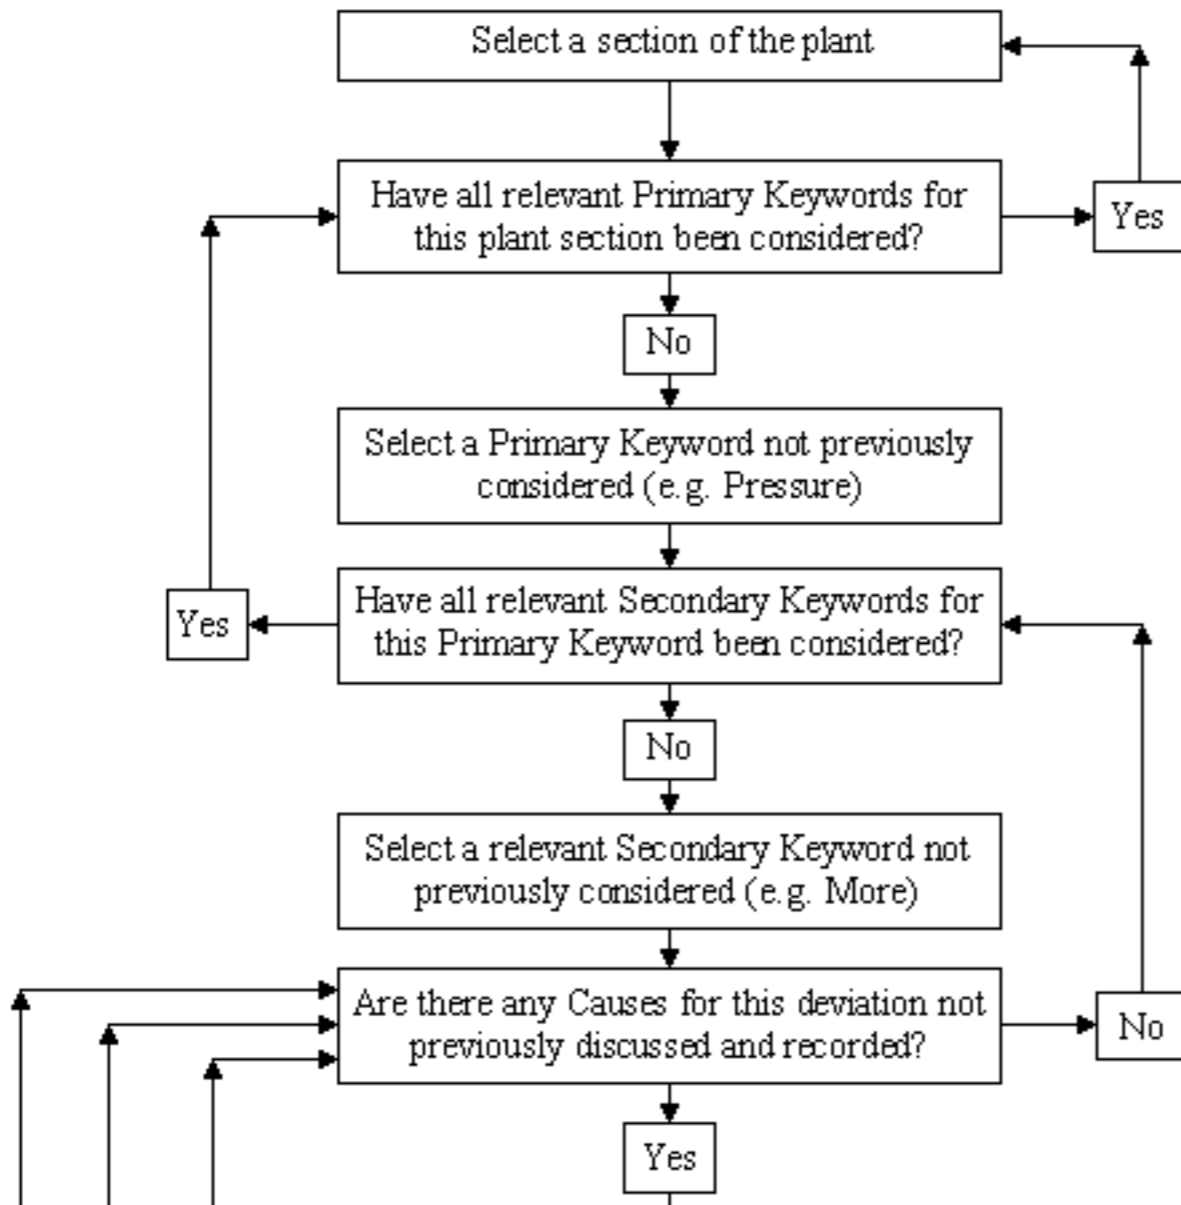 Select a section of the plant
Have all relevant Primary Keywords for
this plant section been considered?
Yes
No
Select a Primary Keyword not previously
considered (e.g. Pressure)
Have all relevant Secondary Keywords for
this Primary Keyword been considered?
Yes
No
Select a relevant Secondary Keyword not
previously considered (e.g. More)
Are there any Causes for this deviation not
previously discussed and recorded?
No
Yes